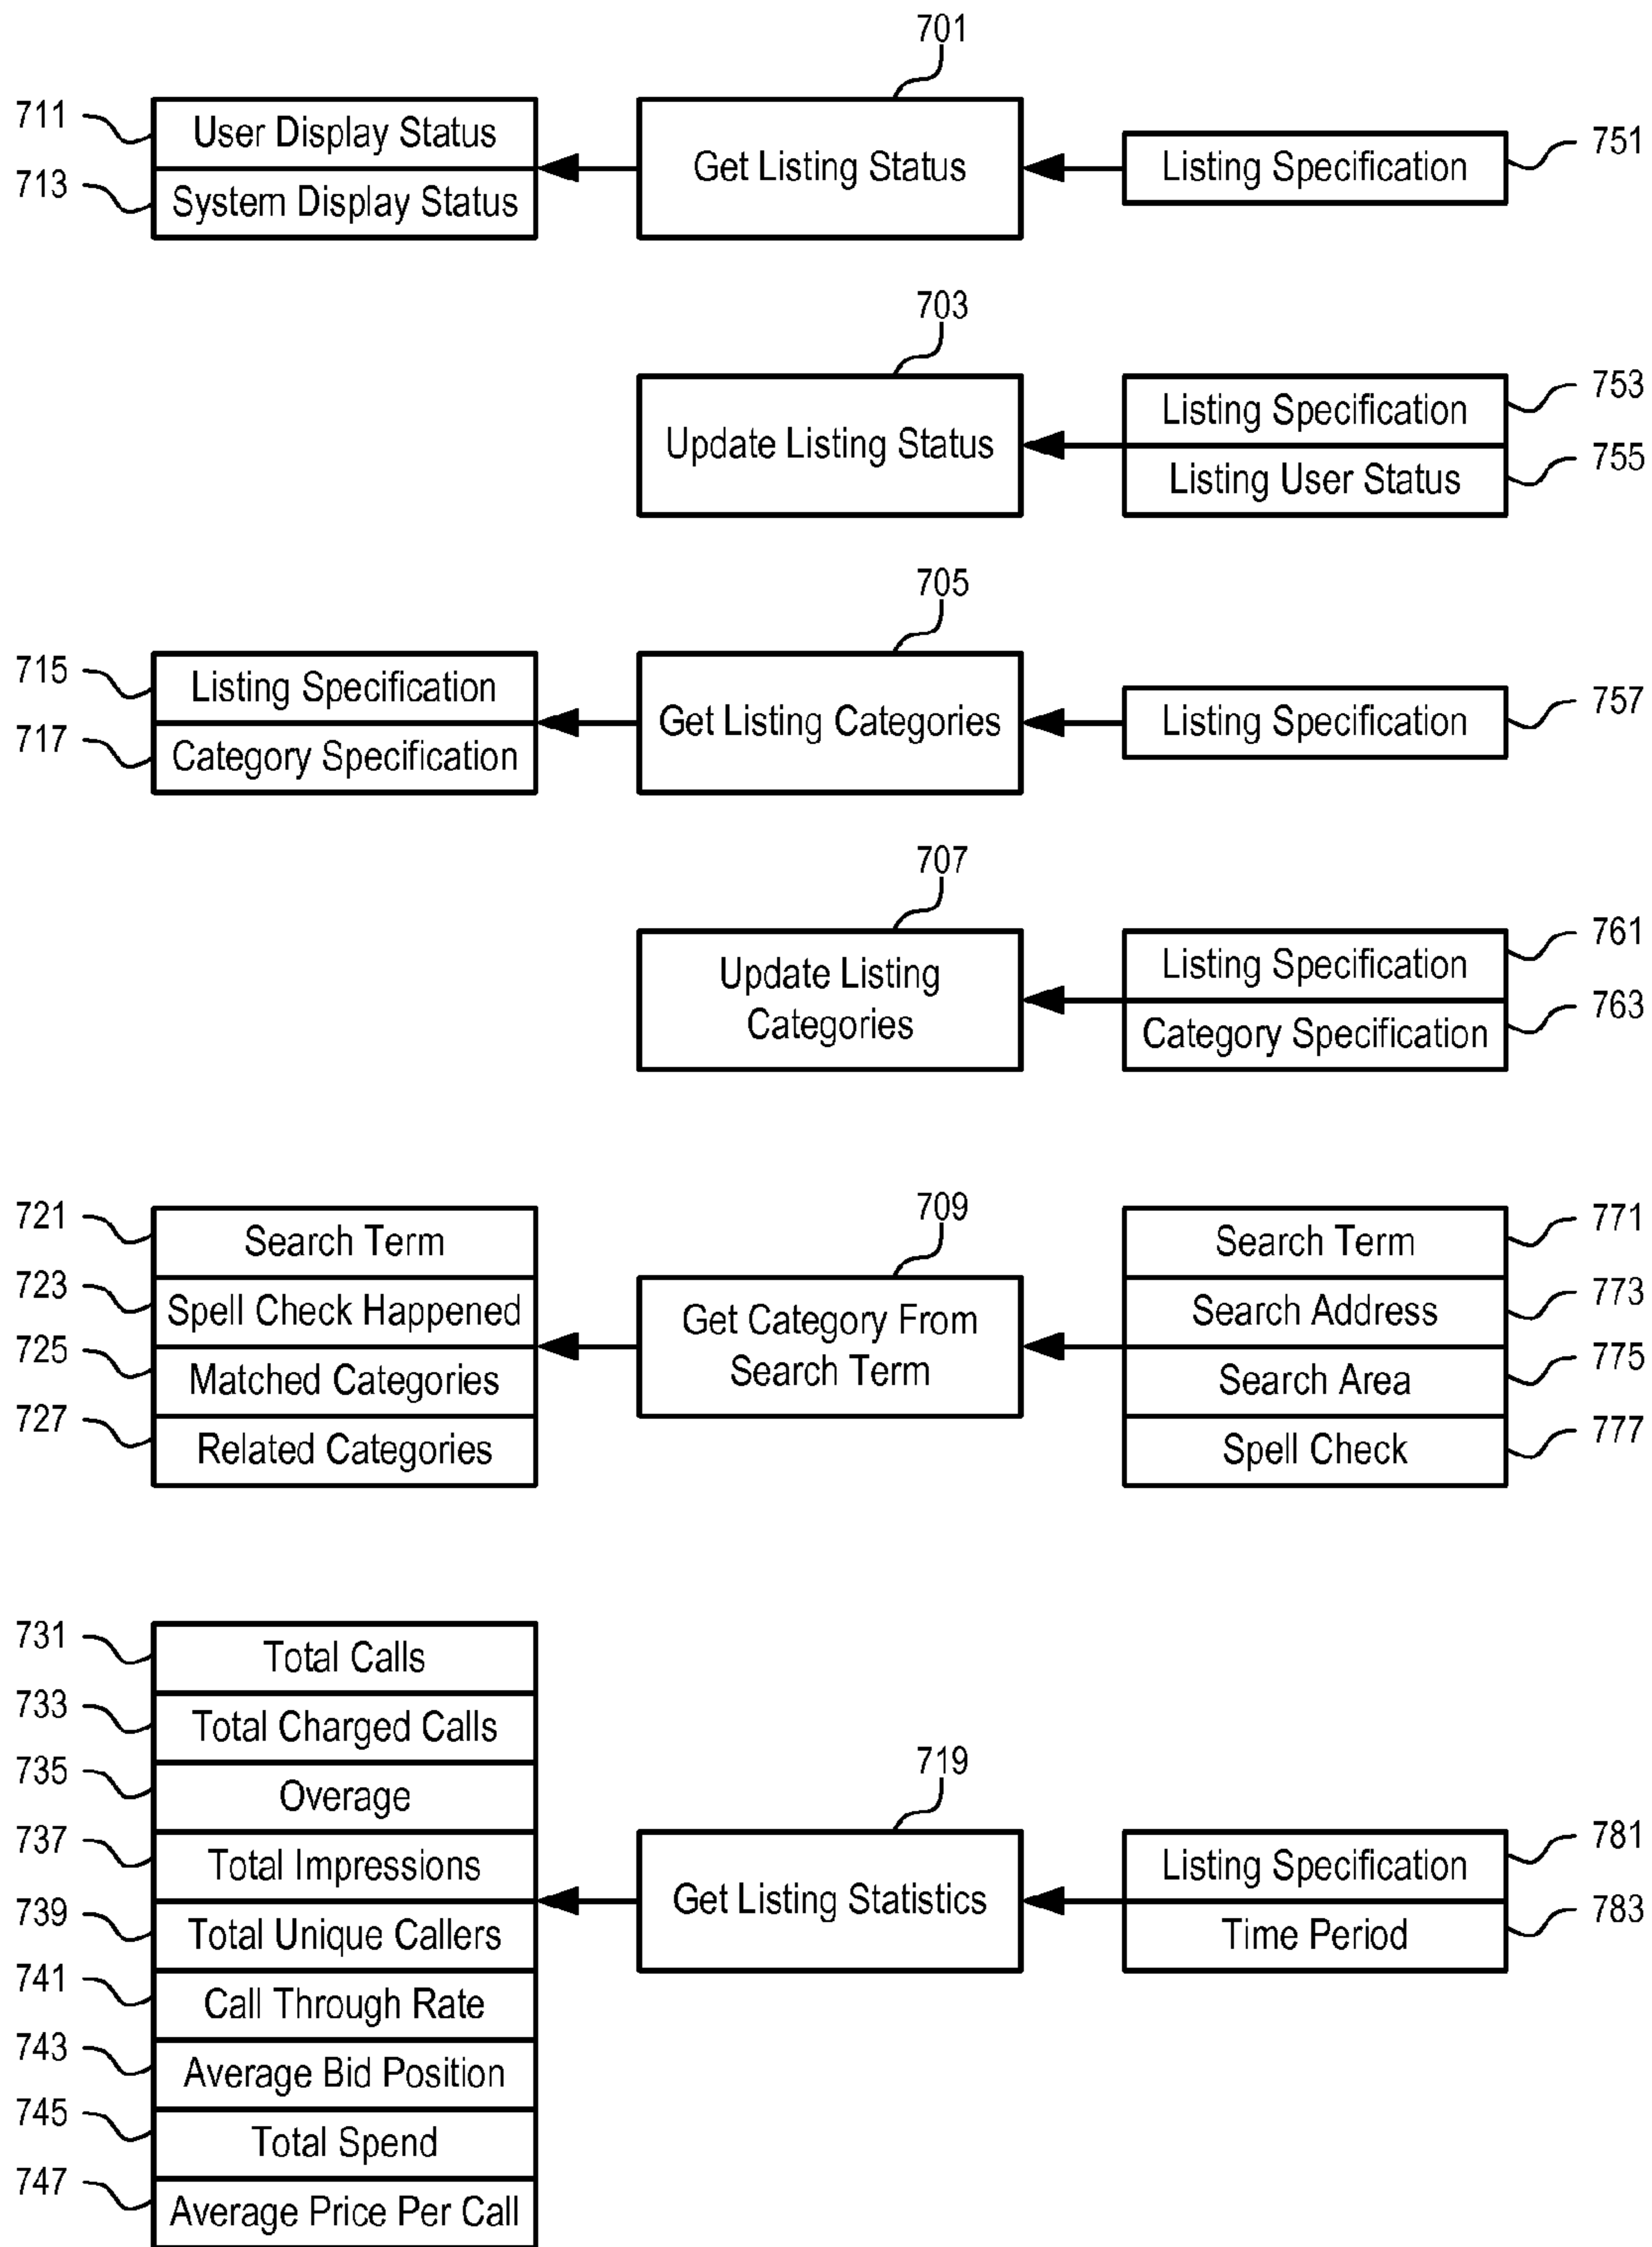 701
711
User Display Status
713
System Display Status
Get Listing Status
Listing Specification
751
703
Update Listing Status
Listing Specification
753
Listing User Status
755
705
715
Listing Specification
717
Category Specification
Get Listing Categories
Listing Specification
757
707
Update Listing
Categories
Listing Specification
761
Category Specification
763
709
721
Search Term
723
Spell Check Happened
725
Matched Categories
727
Related Categories
Get Category From
Search Term
Search Term
771
Search Address
773
Search Area
775
Spell Check
777
731
Total Calls
733
Total Charged Calls
735
Overage
737
Total Impressions
739
Total Unique Callers
741
Call Through Rate
743
Average Bid Position
745
Total Spend
747
Average Price Per Call
719
Get Listing Statistics
Listing Specification
781
Time Period
783